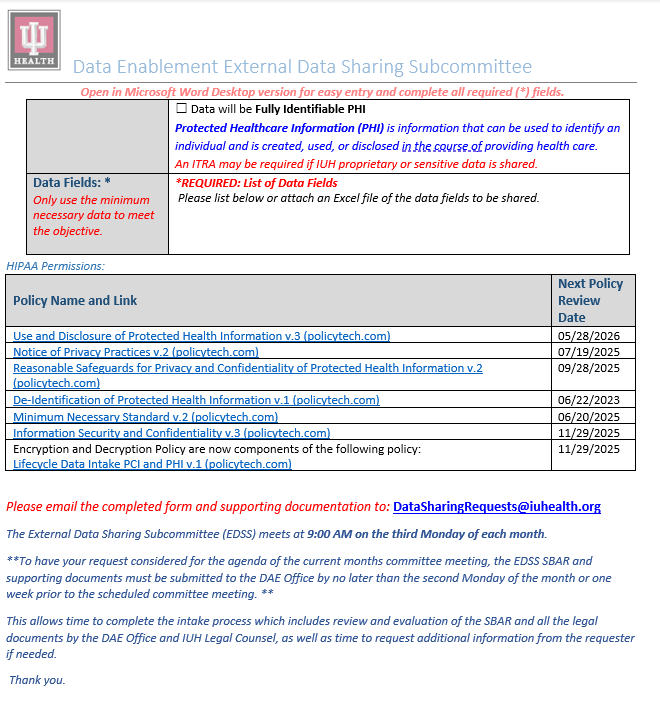 HEALTH
Data Enablement External Data Sharing Subcommittee
Open in Microsoft Word Desktop version for easy entry and complete all required (*) fields.
☐ Data will be Fully Identifiable PHI
Protected Healthcare Information (PHI) is information that can be used to identify an
individual and is created, used, or disclosed in the course of providing health care.
An ITRA may be required if IUH proprietary or sensitive data is shared.
Data Fields: *
Only use the minimum
necessary data to meet
the objective.
*REQUIRED: List of Data Fields
Please list below or attach an Excel file of the data fields to be shared.
HIPAA Permissions:
Policy Name and Link
Next Policy
Review
Date
Use and Disclosure of Protected Health Information v.3 (policytech.com)
05/28/2026
Notice of Privacy Practices v.2 (policytech.com)
07/19/2025
Reasonable Safeguards for Privacy and Confidentiality of Protected Health Information v.2
(policytech.com)
09/28/2025
De-Identification of Protected Health Information v.1 (policytech.com)
06/22/2023
Minimum Necessary Standard v.2 (policytech.com)
06/20/2025
Information Security and Confidentiality v.3 (policytech.com)
11/29/2025
Encryption and Decryption Policy are now components of the following policy:
Lifecycle Data Intake PCI and PHI v.1 (policytech.com)
11/29/2025
Please email the completed form and supporting documentation to: DataSharingRequests@iuhealth.org
The External Data Sharing Subcommittee (EDSS) meets at 9:00 AM on the third Monday of each month.
**To have your request considered for the agenda of the current months committee meeting, the EDSS SBAR and
supporting documents must be submitted to the DAE Office by no later than the second Monday of the month or one
week prior to the scheduled committee meeting. **
This allows time to complete the intake process which includes review and evaluation of the SBAR and all the legal
documents by the DAE Office and IUH Legal Counsel, as well as time to request additional information from the requester
if needed.
Thank you.